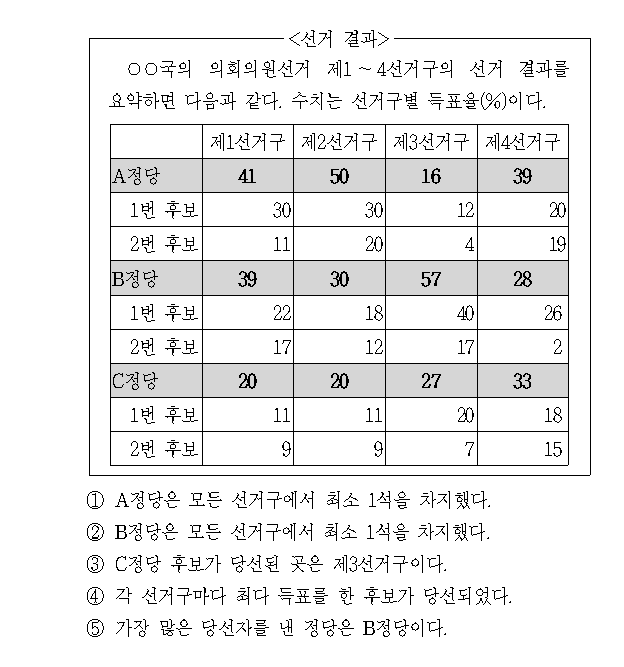 <선거 결과>
○○국의 의회의원선거 제1～4선거구의 선거 결과를
요약하면 다음과 같다. 수치는 선거구별 득표율(%)이다.
제1선거구 제2선거구 제3선거구 제4선거구
A정당 41 50 16 39
1번 후보 30 30 12 20
2번 후보 11 20 4 19
B정당 39 30 57 28
1번 후보 22 18 40 26
2번 후보 17 12 17 2
C정당 20 20 27 33
1번 후보 11 11 20 18
2번 후보 9 9 7 15
① A정당은 모든 선거구에서 최소 1석을 차지했다.
② B정당은 모든 선거구에서 최소 1석을 차지했다.
③ C정당 후보가 당선된 곳은 제3선거구이다.
④ 각 선거구마다 최다 득표를 한 후보가 당선되었다.
⑤ 가장 많은 당선자를 낸 정당은 B정당이다.